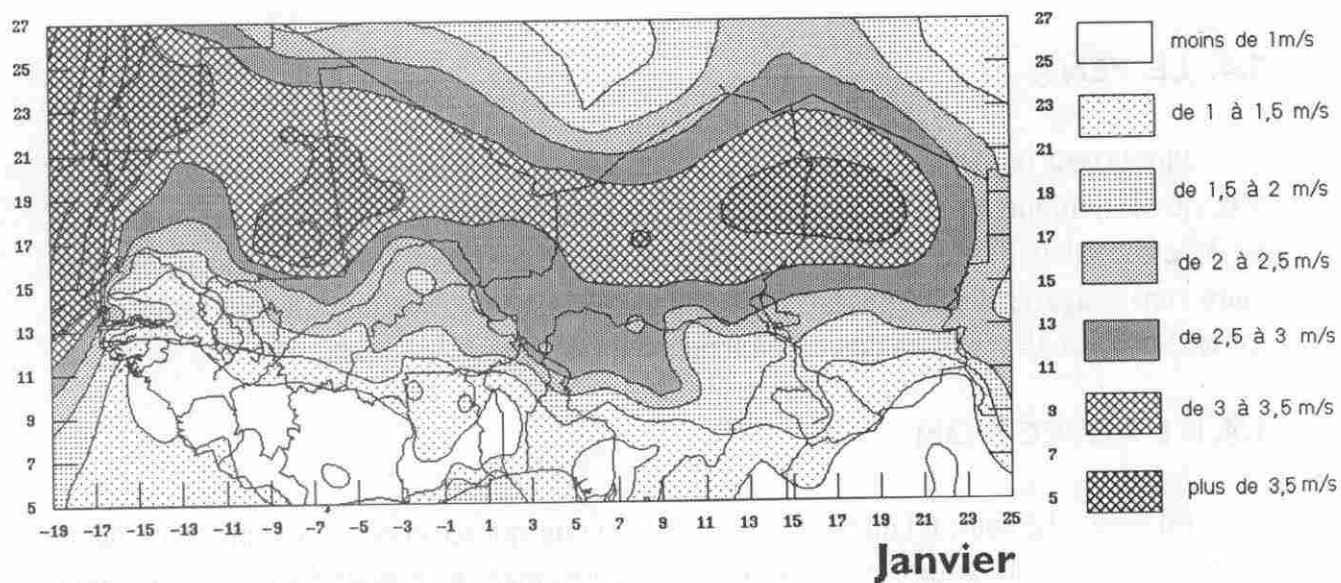 27
25
23
21
19
17
15
13
11
9
7
5
-19 -17 -15 -13 -11 -9 -7 -5 -3 -1 1 3 5 7 9 11 13 15 17 19 21 23 25
27
25
23
21
19
17
15
13
11
9
7
5
moins de 1m/s
de 1 à 1,5 m/s
de 1,5 à 2 m/s
de 2 à 2,5 m/s
de 2,5 à 3 m/s
de 3 à 3,5 m/s
plus de 3,5 m/s
Janvier